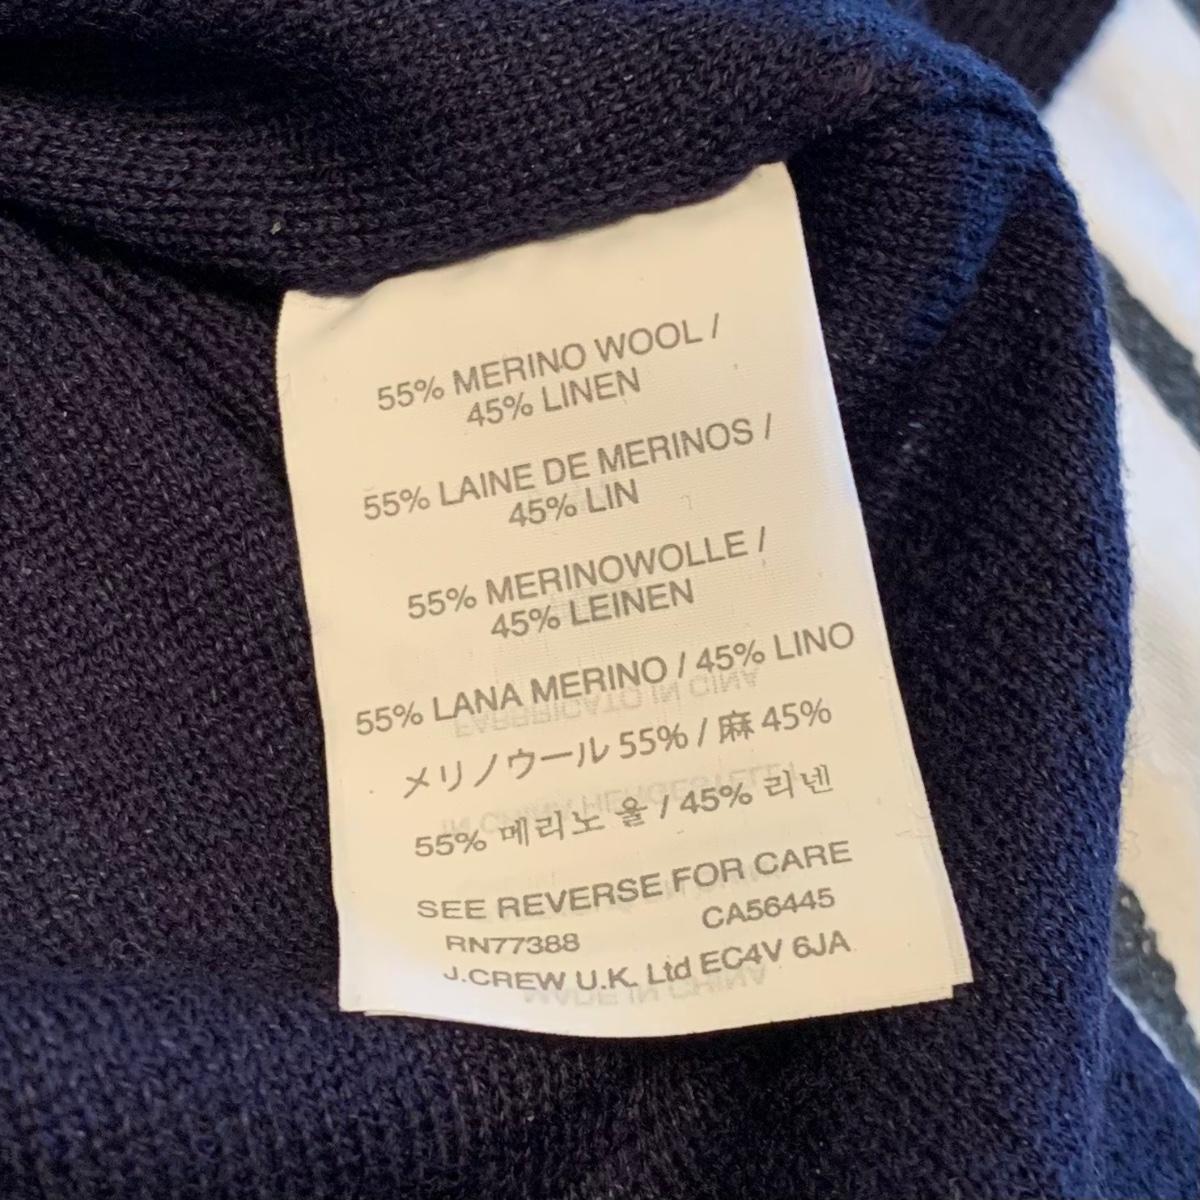 55% MERINO WOOL /
45% LINEN
55% LAINE DE MERINOS /
45% LIN
55% MERINOWOLLE /
45% LEINEN
55% LANA MERINO / 45% LINO
メリノウール 55% / 麻 45%
55% 메리노 울 / 45% 리넨
SEE REVERSE FOR CARE
RN77388 CA56445
J.CREW U.K. Ltd EC4V 6JA